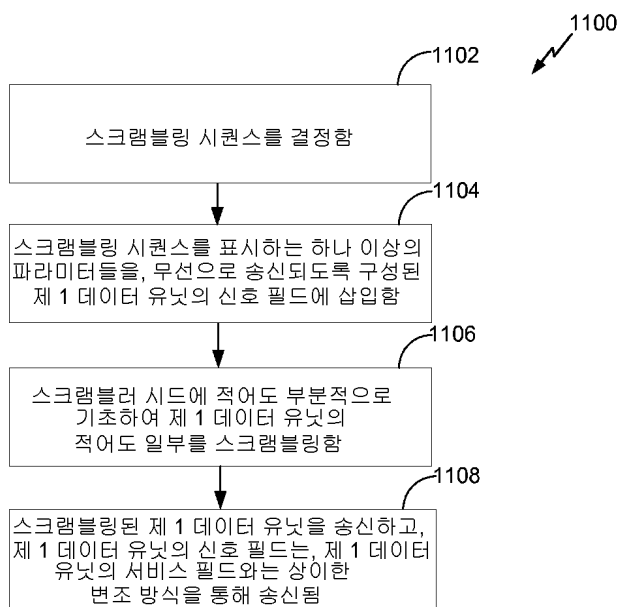 1100
1102
스크램블링 시퀀스를 결정함
1104
스크램블링 시퀀스를 표시하는 하나 이상의
파라미터들을, 무선으로 송신되도록 구성된
제 1 데이터 유닛의 신호 필드에 삽입함
1106
스크램블러 시드에 적어도 부분적으로
기초하여 제 1 데이터 유닛의
적어도 일부를 스크램블링함
1108
스크램블링된 제 1 데이터 유닛을 송신하고,
제 1 데이터 유닛의 신호 필드는, 제 1 데이터
유닛의 서비스 필드와는 상이한
변조 방식을 통해 송신됨